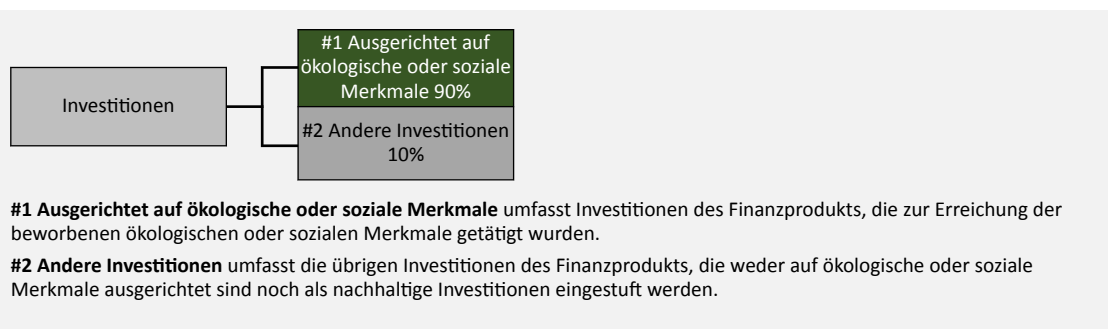 #1 Ausgerichtet auf
ökologische oder soziale
Merkmale 90%
Investitionen
#2 Andere Investitionen
10%
#1 Ausgerichtet auf ökologische oder soziale Merkmale umfasst Investitionen des Finanzprodukts, die zur Erreichung der
beworbenen ökologischen oder sozialen Merkmale getätigt wurden.
#2 Andere Investitionen umfasst die übrigen Investitionen des Finanzprodukts, die weder auf ökologische oder soziale
Merkmale ausgerichtet sind noch als nachhaltige Investitionen eingestuft werden.